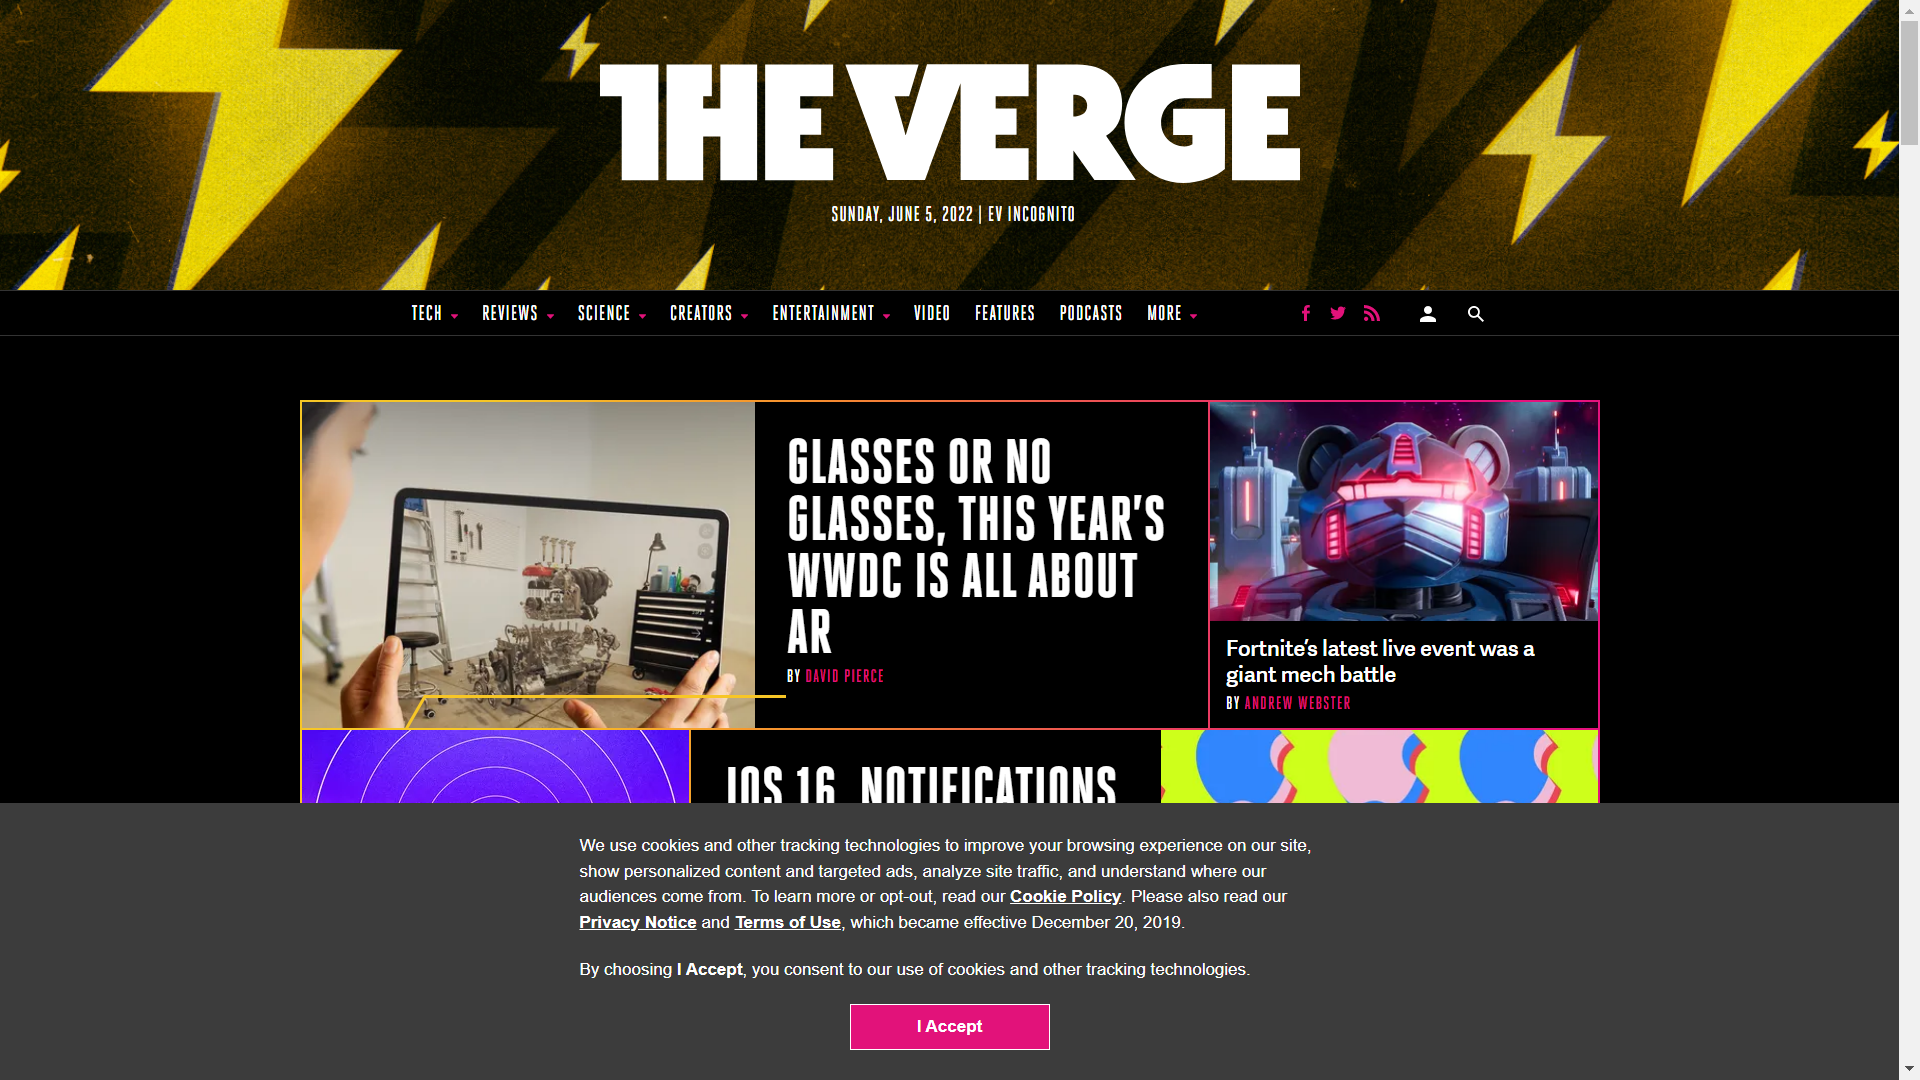 THE VERGE
SUNDAY, JUNE 5, 2022 | EV INCOGNITO
TECH REVIEWS SCIENCE CREATORS ENTERTAINMENT VIDEO FEATURES PODCASTS MORE
GLASSES OR NO
GLASSES, THIS YEAR'S
WWDC IS ALL ABOUT
AR
BY DAVID PIERCE
Fortnite’s latest live event was a
giant mech battle
BY ANDREW WEBSTER
IOS 16, NOTIFICATIONS
We use cookies and other tracking technologies to improve your browsing experience on our site,
show personalized content and targeted ads, analyze site traffic, and understand where our
audiences come from. To learn more or opt-out, read our Cookie Policy. Please also read our
Privacy Notice and Terms of Use, which became effective December 20, 2019.
By choosing I Accept, you consent to our use of cookies and other tracking technologies.
I Accept